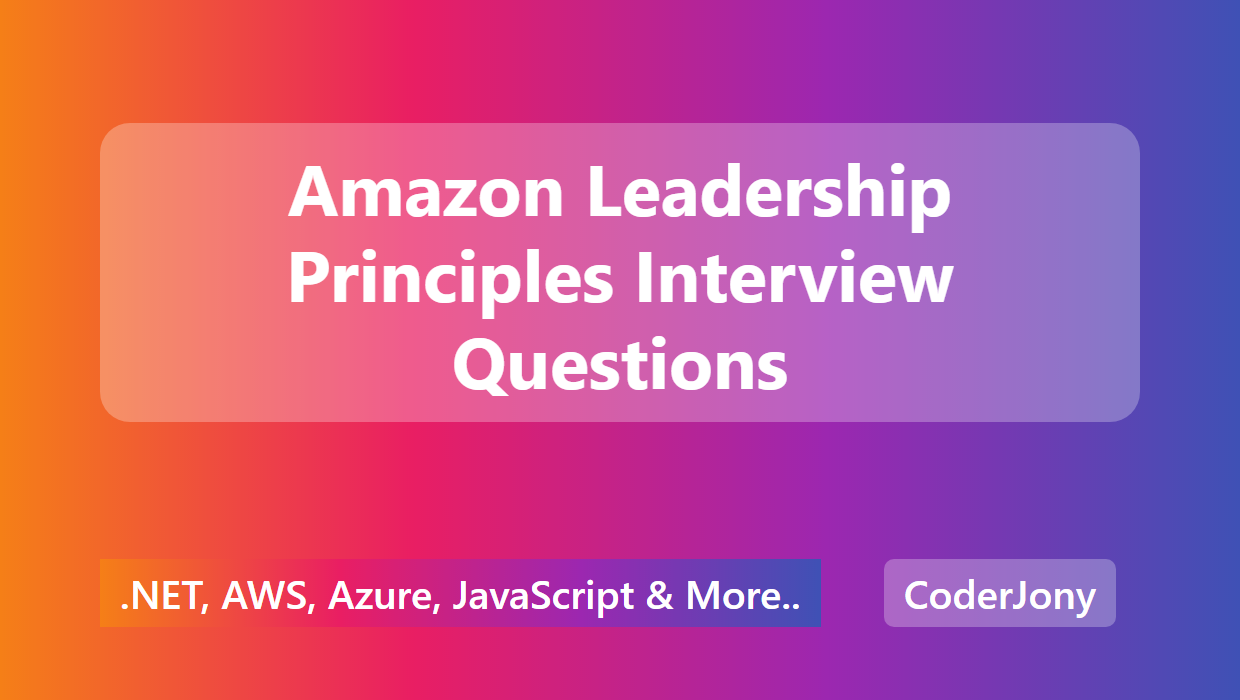 Amazon Leadership
Principles Interview
Questions
.NET, AWS, Azure, JavaScript & More..
CoderJony